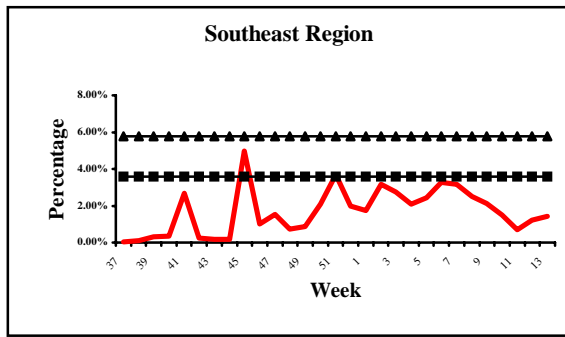 Southeast Region
Percentage
8.00%
6.00%
4.00%
2.00%
0.00%
37 39 41 43 45 47 49 51 1 3 5 7 9 11 13
Week